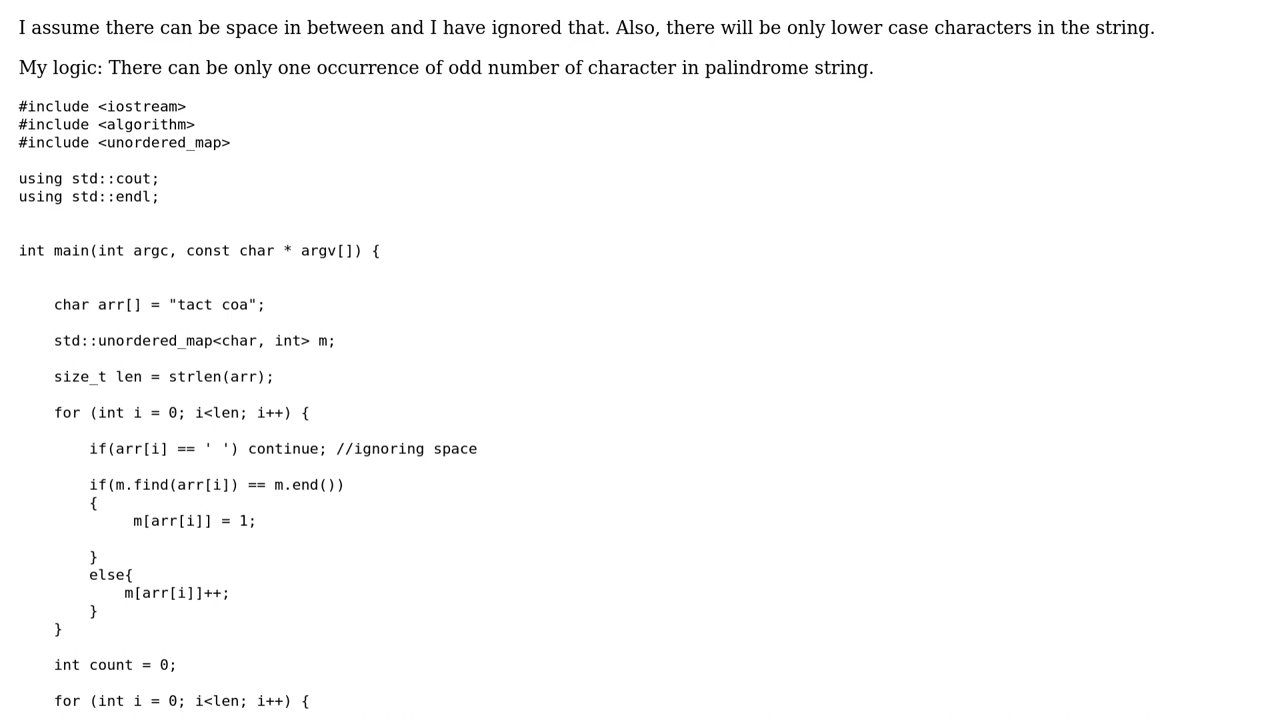 I assume there can be space in between and I have ignored that. Also, there will be only lower case characters in the string.
My logic: There can be only one occurrence of odd number of character in palindrome string.
#include <iostream>
#include <algorithm>
#include <unordered_map>
using std::cout;
using std::endl;
int main(int argc, const char * argv[]) {
    char arr[] = "tact coa";
    std::unordered_map<char, int> m;
    size_t len = strlen(arr);
    for (int i = 0; i<len; i++) {
        if(arr[i] == ' ') continue; //ignoring space
        if(m.find(arr[i]) == m.end())
        {
             m[arr[i]] = 1;
        }
        else{
            m[arr[i]]++;
        }
    }
    int count = 0;
    for (int i = 0; i<len; i++) {